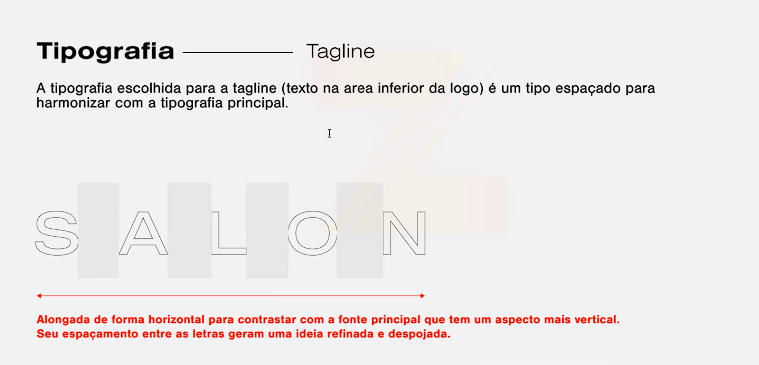 Tipografia Tagline
A tipografia escolhida para a tagline (texto na area inferior da logo) é um tipo espaçado para
harmonizar com a tipografia principal.
SALON
Alongada de forma horizontal para contrastar com a fonte principal que tem um aspecto mais vertical.
Seu espaçamento entre as letras geram uma ideia refinada e despojada.